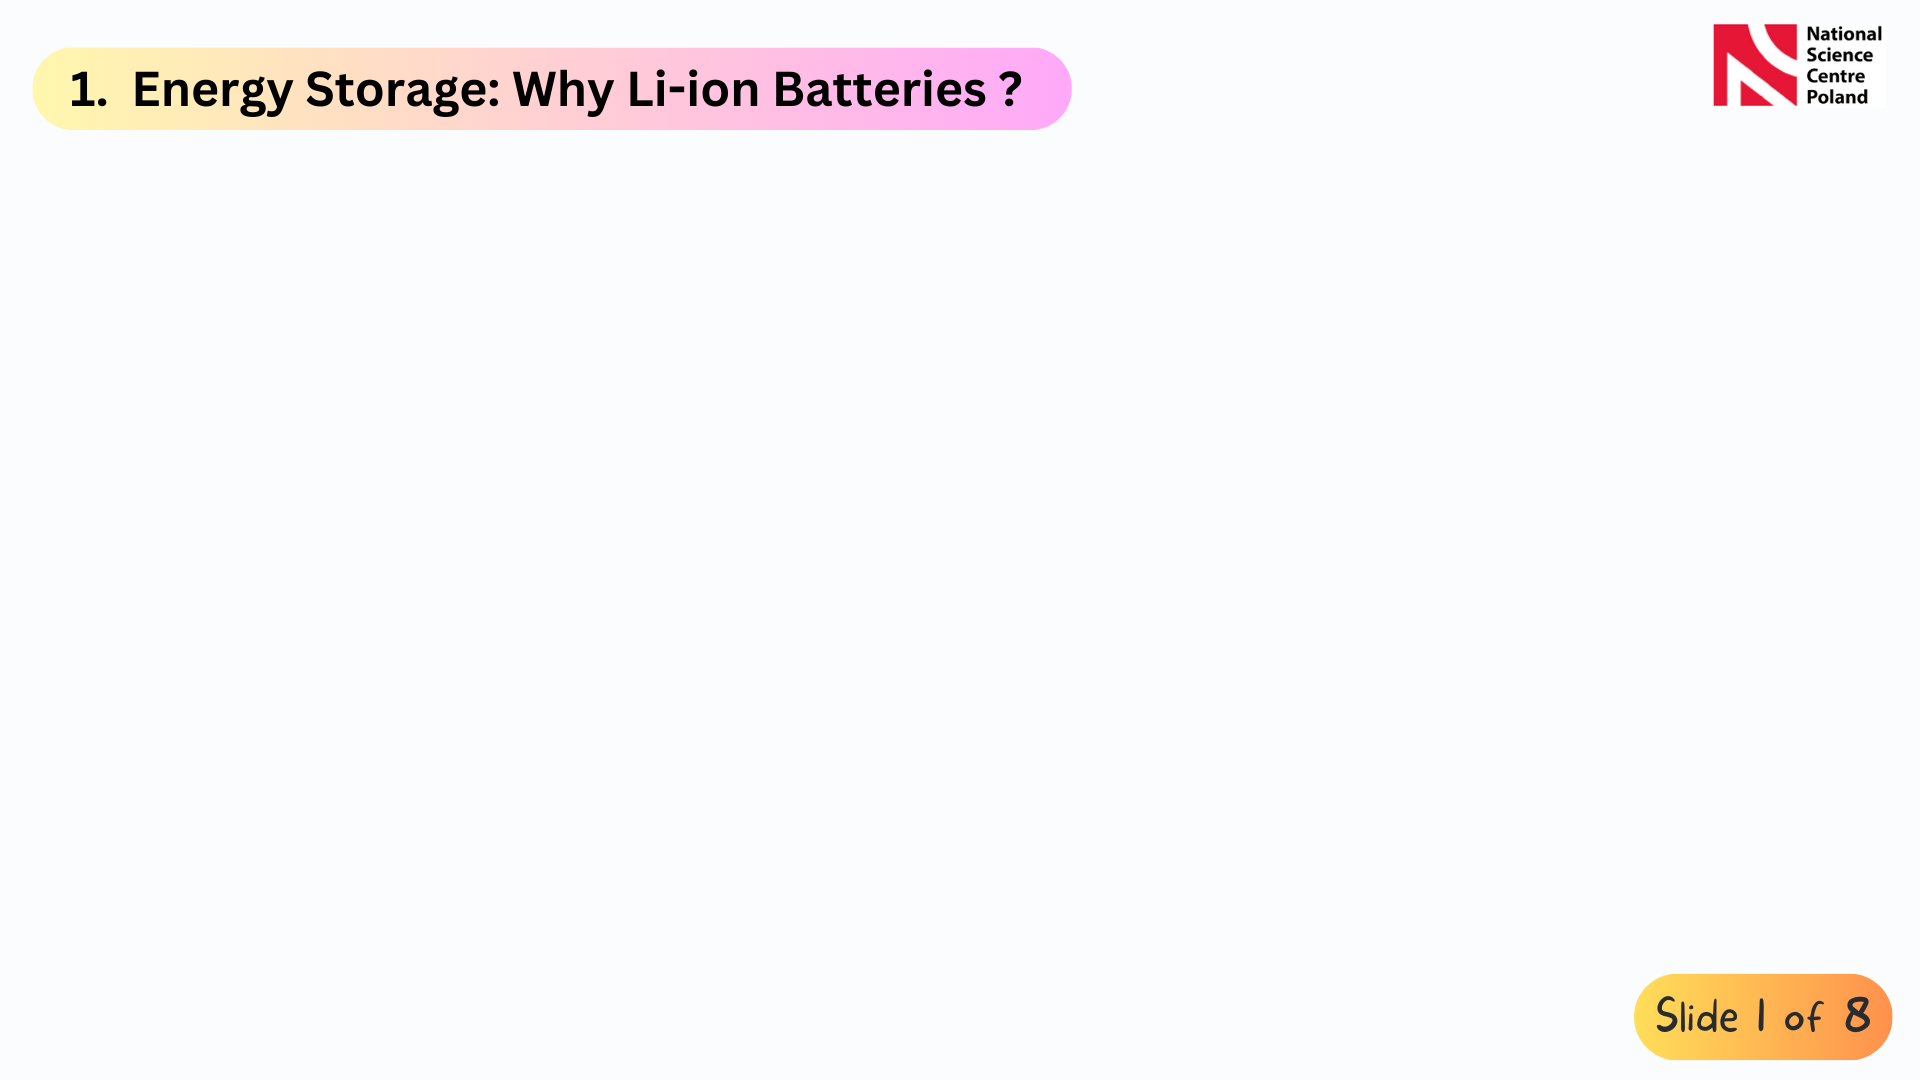 1. Energy Storage: Why Li-ion Batteries ?
National
Science
Centre
Poland
Slide 1 of 8